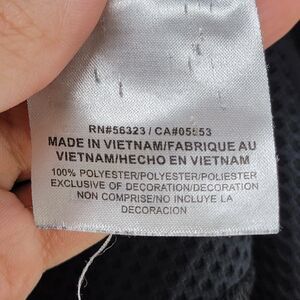 RN#56323 / CA#05553
MADE IN VIETNAM/FABRIQUE AU
VIETNAM/HECHO EN VIETNAM
100% POLYESTER/POLYESTER/POLIESTER
EXCLUSIVE OF DECORATION/DECORATION
NON COMPRISE/NO INCLUYE LA
DECORACION